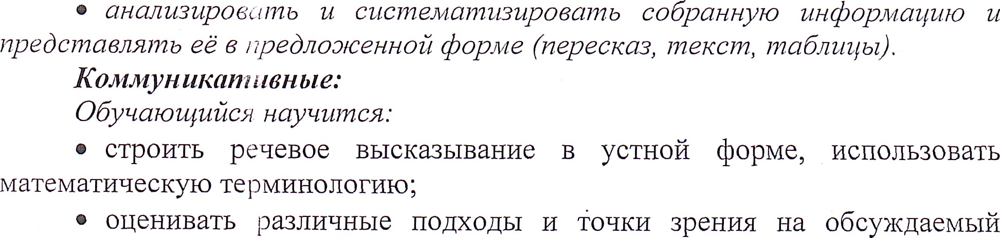 • анализировать и систематизировать собранную информацию и
представлять её в предложенной форме (пересказ, текст, таблицы).
Коммуникативные:
Обучающийся научится:
• строить речевое высказывание в устной форме, использовать
математическую терминологию;
• оценивать различные подходы и точки зрения на обсуждаемый